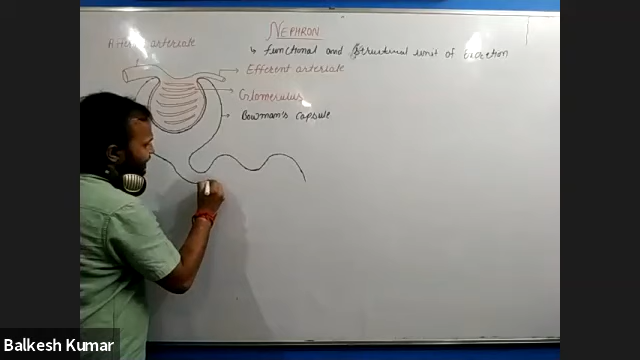 NEPHRON
↳ functional and structural unit of excretion
Afferent arteriole
→ Efferent arteriole
→ Glomerulus
→ Bowman's capsule
Balkesh Kumar